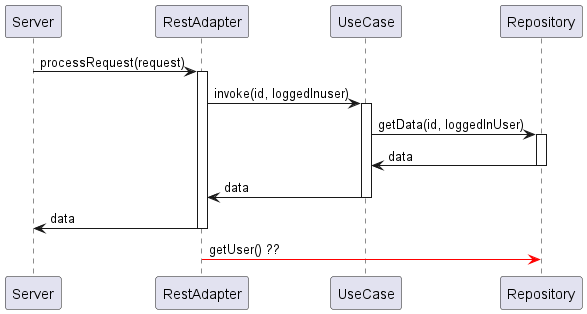 Server RestAdapter UseCase Repository
processRequest(request)
invoke(id, loggedInuser)
getData(id, loggedInUser)
data
data
data
getUser() ??
Server RestAdapter UseCase Repository